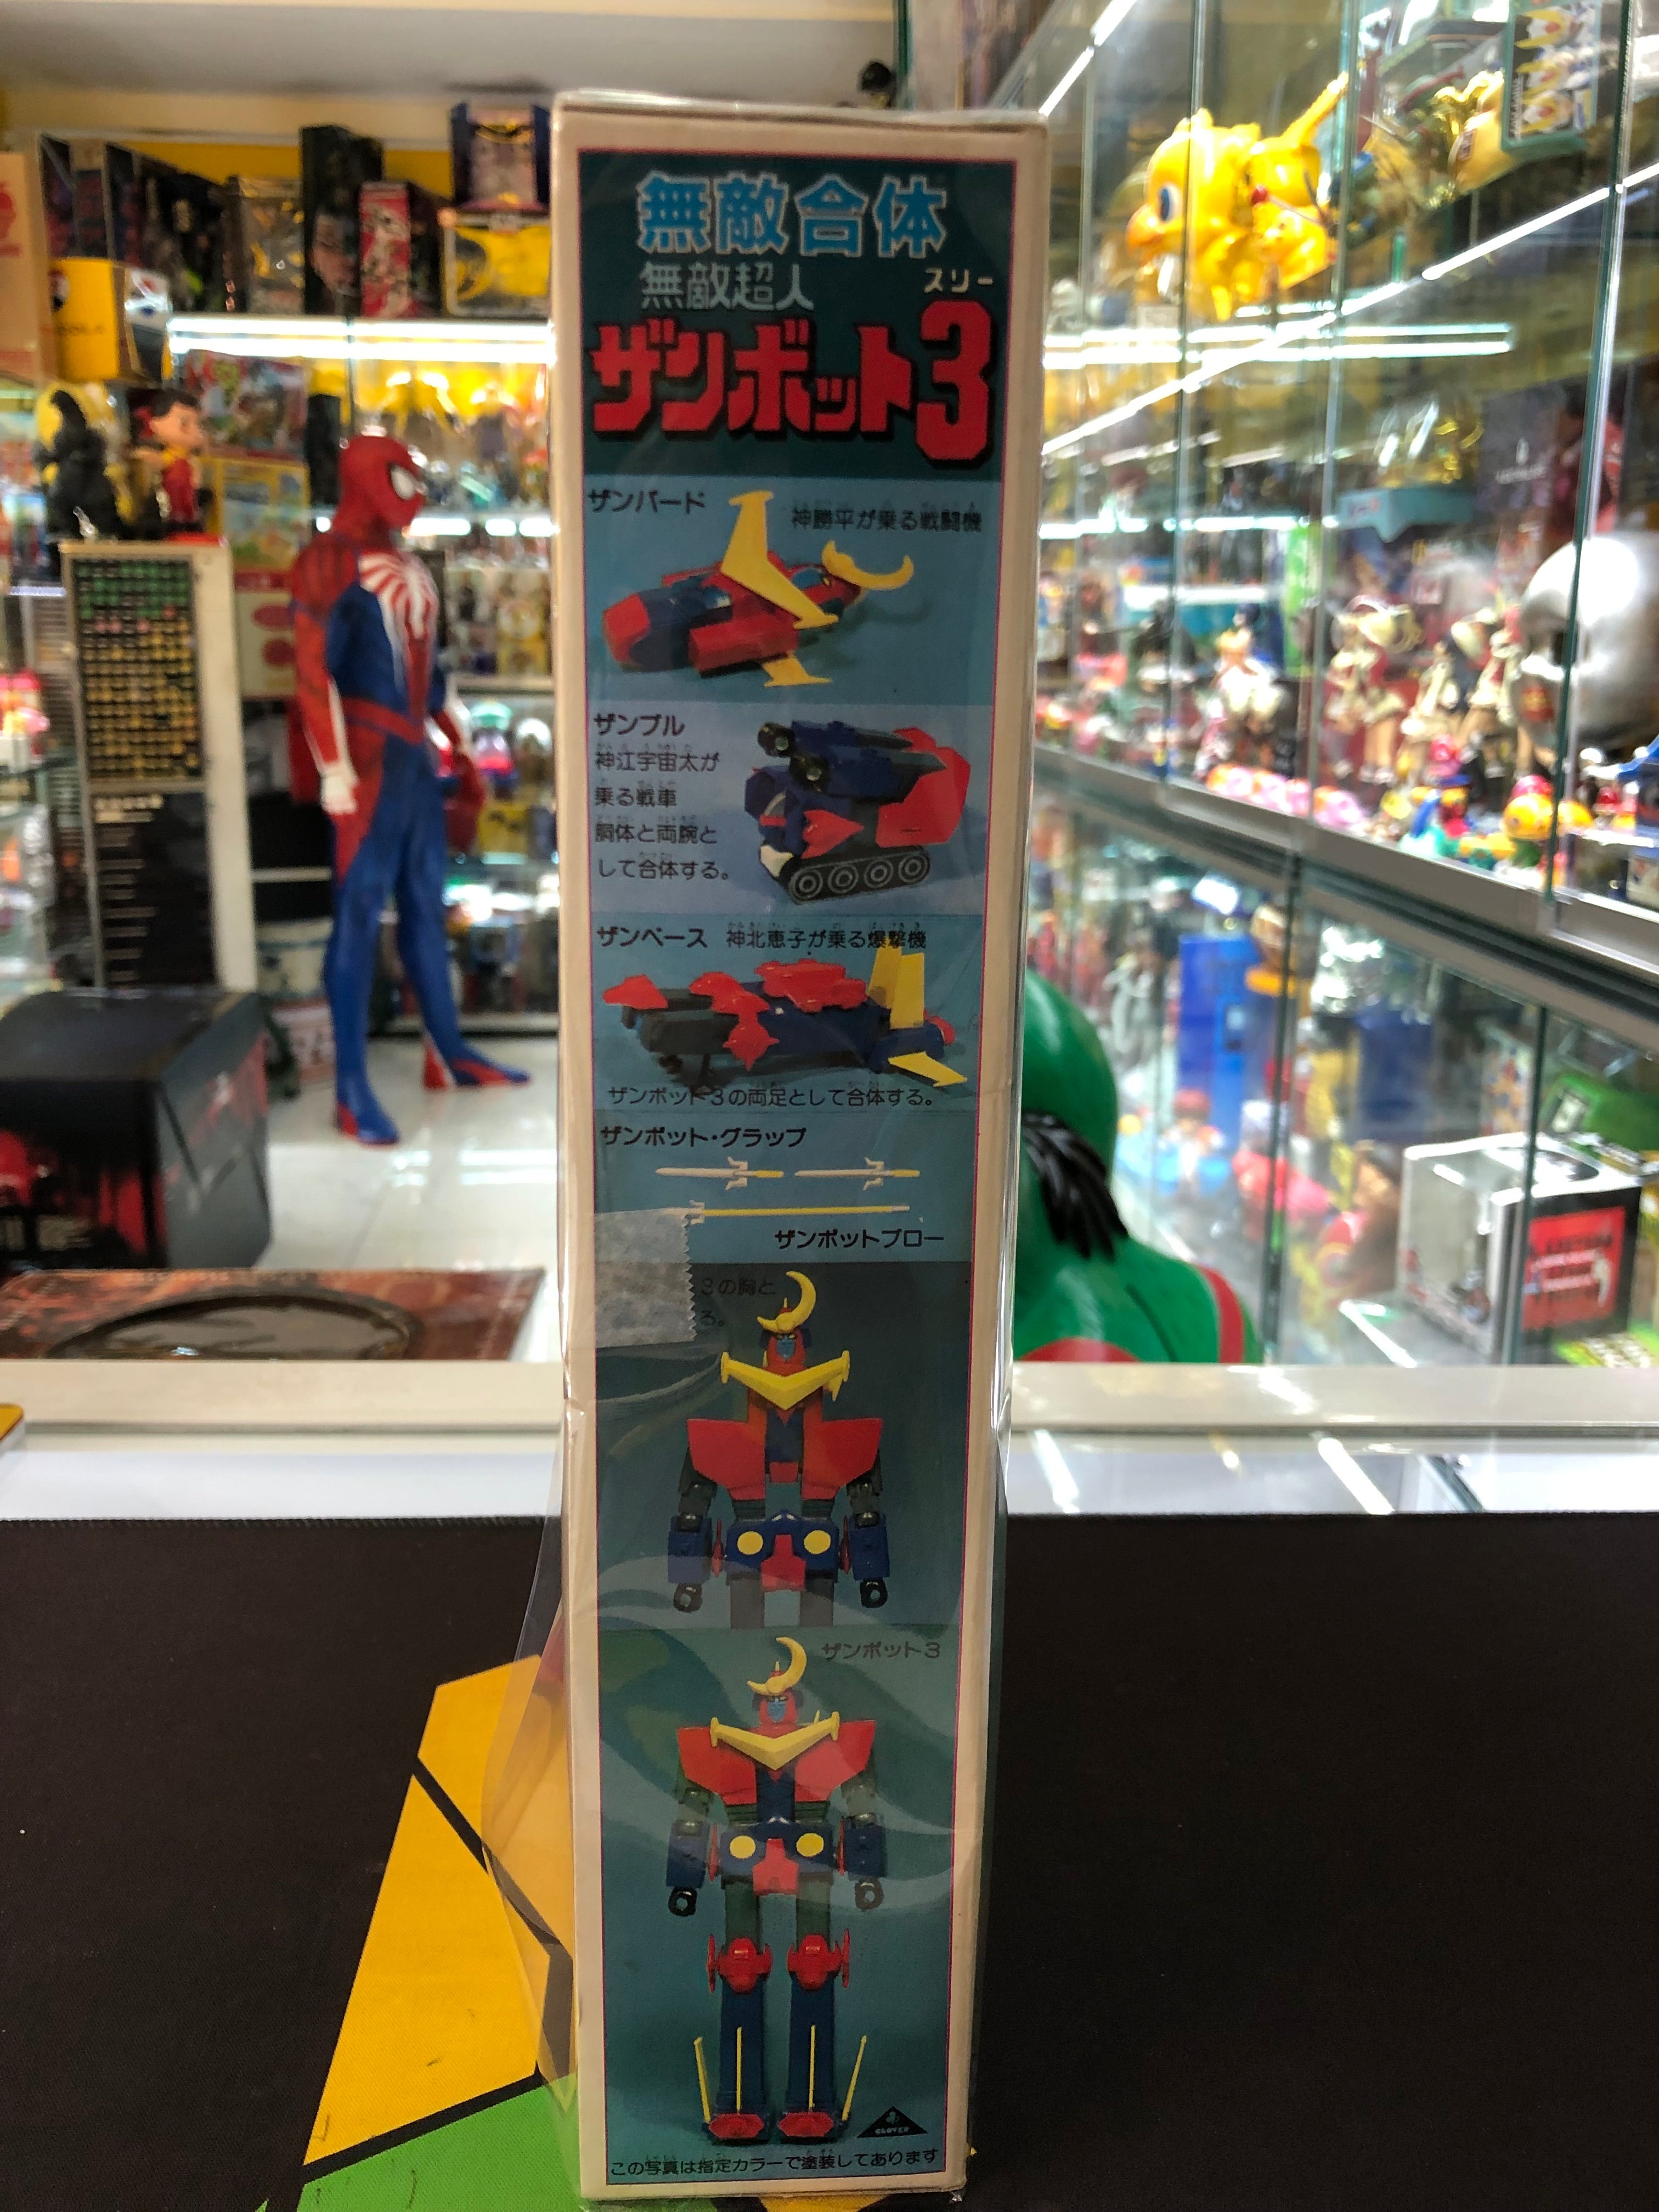 無敵合体
無敵超人
スリー
ザンボット3
ザンバード
神勝平が乗る戦闘機
ザンブル
神江宇宙太が
乗る戦車
胴体と両腕と
して合体する。
ザンベース 神北恵子が乗る爆撃機
ザンボット3の両足として合体する。
ザンボット・グラップ
ザンボットブロー
3の胸と
る。
ザンボット3
CLOVER
この写真は指定カラーで塗装してあります